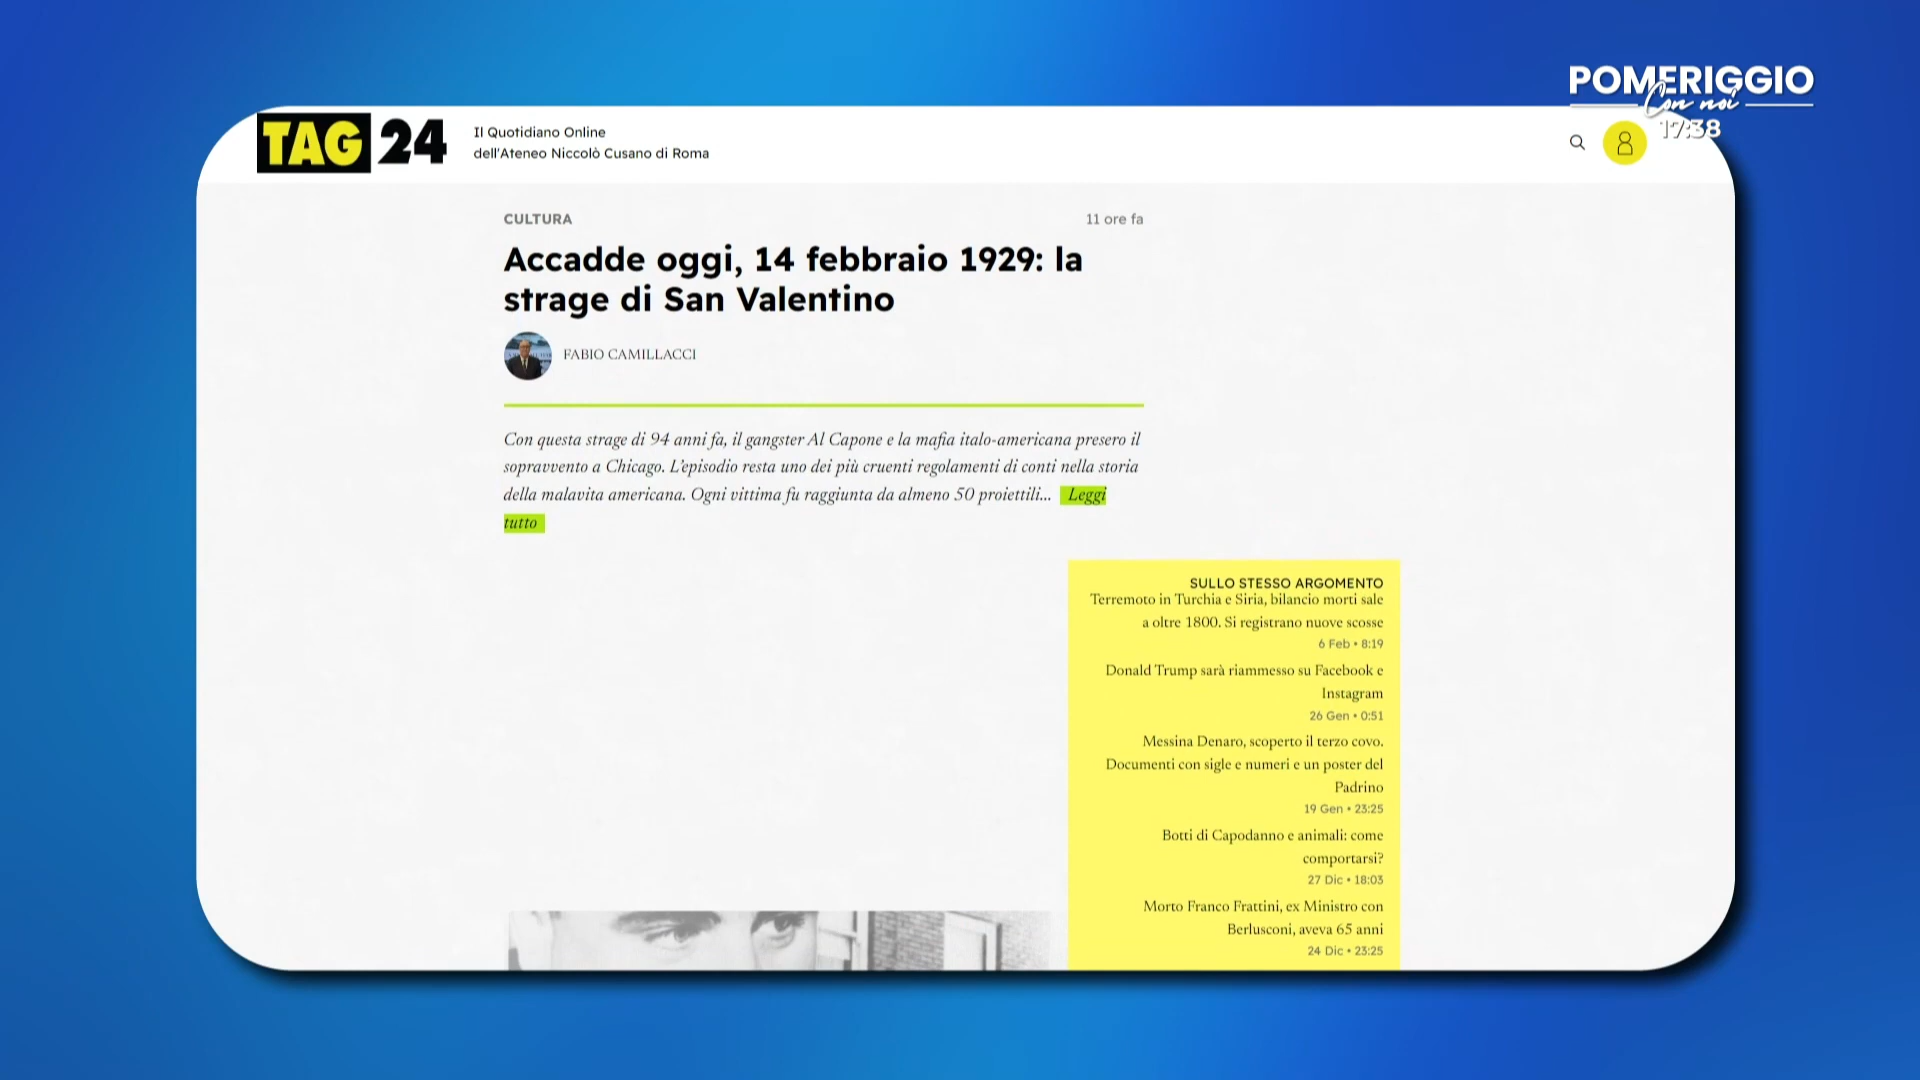 POMERIGGIO
Con noi
17:38
TAG 24
Il Quotidiano Online
dell'Ateneo Niccolò Cusano di Roma
CULTURA
11 ore fa
Accadde oggi, 14 febbraio 1929: la
strage di San Valentino
FABIO CAMILLACCI
Con questa strage di 94 anni fa, il gangster Al Capone e la mafia italo-americana presero il
sopravvento a Chicago. L'episodio resta uno dei più cruenti regolamenti di conti nella storia
della malavita americana. Ogni vittima fu raggiunta da almeno 50 proiettili... Leggi
tutto
SULLO STESSO ARGOMENTO
Terremoto in Turchia e Siria, bilancio morti sale
a oltre 1800. Si registrano nuove scosse
6 Feb • 8:19
Donald Trump sarà riammesso su Facebook e
Instagram
26 Gen • 0:51
Messina Denaro, scoperto il terzo covo.
Documenti con sigle e numeri e un poster del
Padrino
19 Gen • 23:25
Botti di Capodanno e animali: come
comportarsi?
27 Dic • 18:03
Morto Franco Frattini, ex Ministro con
Berlusconi, aveva 65 anni
24 Dic • 23:25